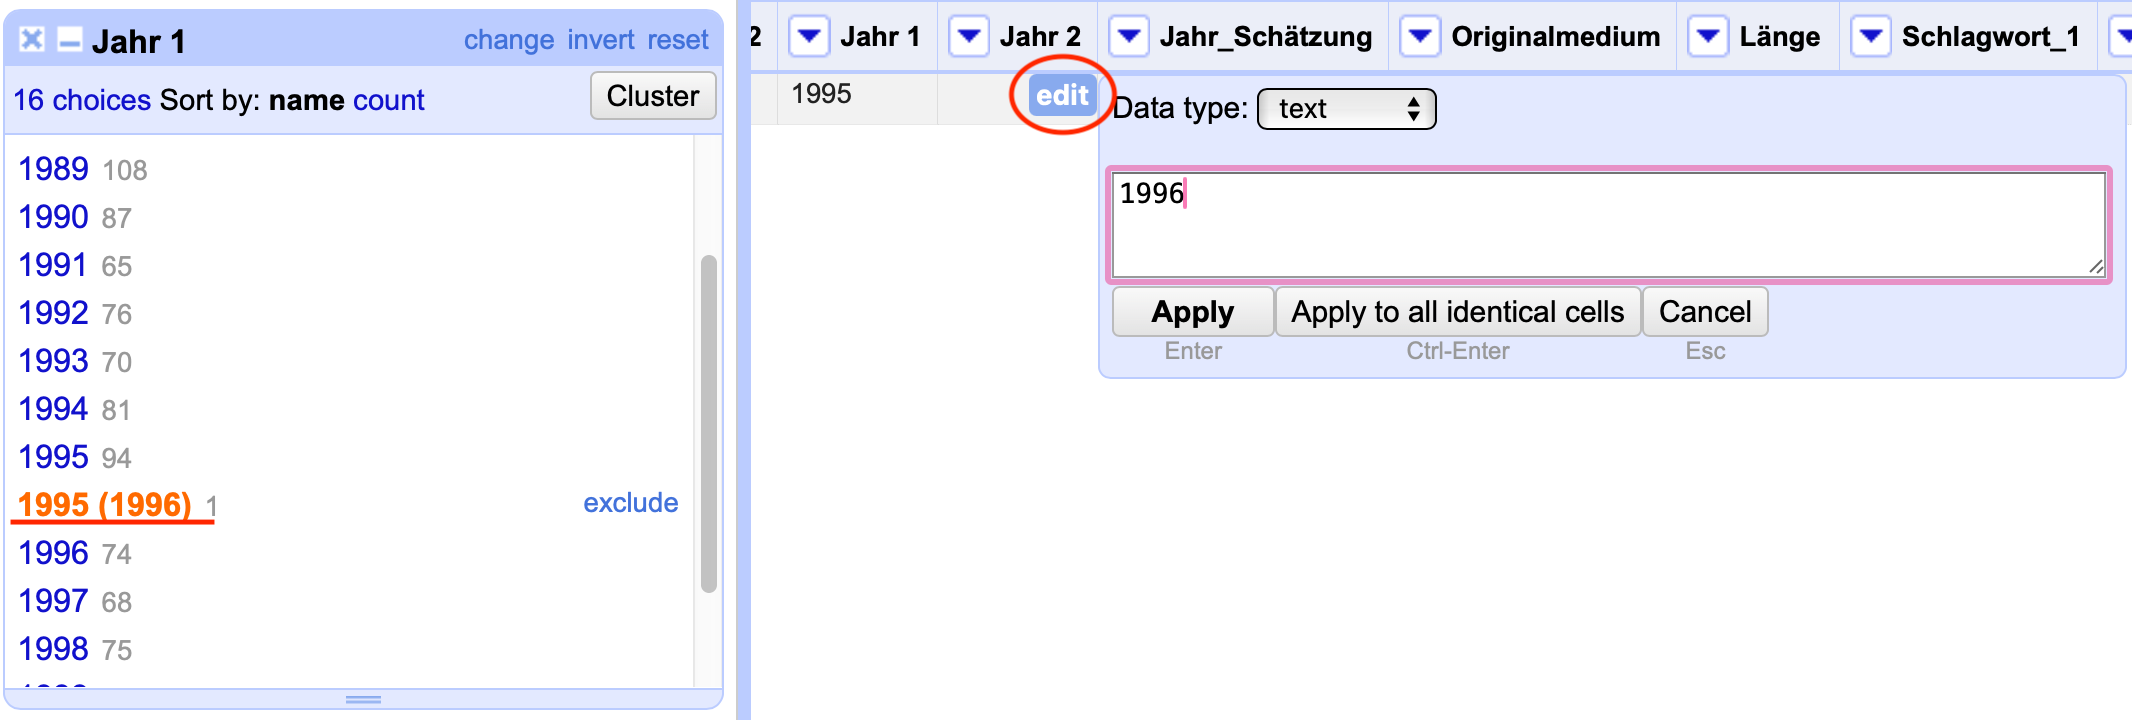 Jahr 1 change invert reset
16 choices Sort by: name count Cluster
1989 108
1990 87
1991 65
1992 76
1993 70
1994 81
1995 94
1995 (1996) 1 exclude
1996 74
1997 68
1998 75
2 Jahr 1 Jahr 2 Jahr_Schätzung Originalmedium Länge Schlagwort_1
1995 edit
Data type: text
1996
Apply Apply to all identical cells Cancel
Enter Ctrl-Enter Esc